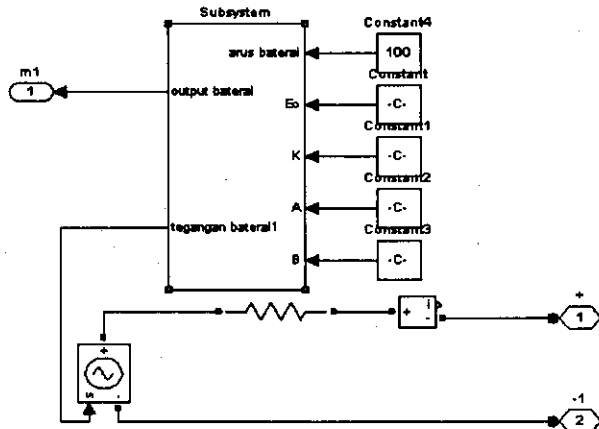 Subsystem
Constant4
arus baterai
100
m1
1
output baterai
Constant
Eo
-C-
Constant1
K
-C-
Constant2
A
-C-
Constant3
tegangan baterai1
B
-C-
+
+
i
-
1
+
s
-
-1
2